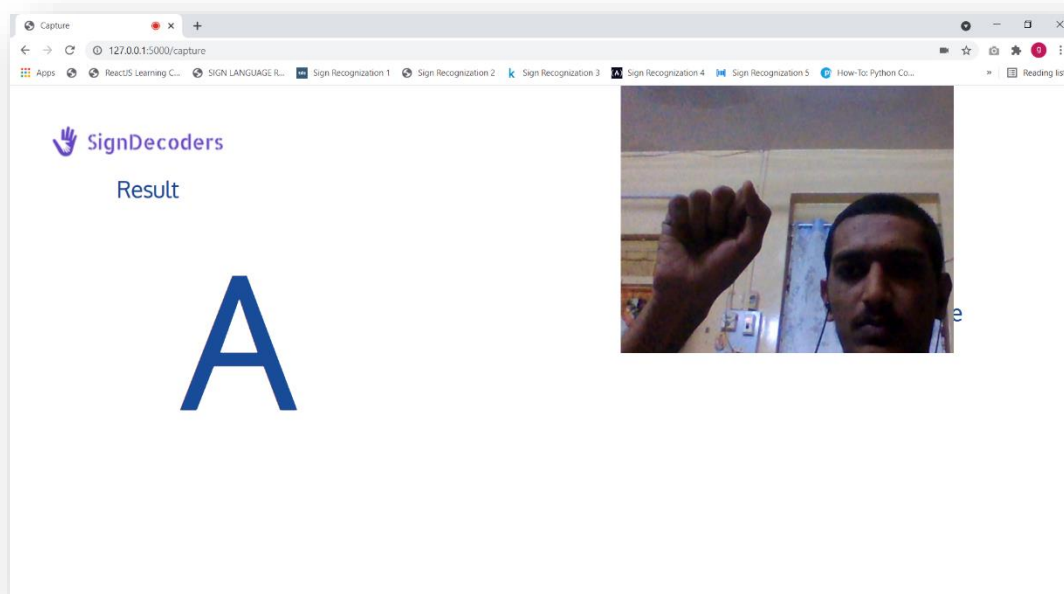 Capture
127.0.0.1:5000/capture
Apps ReactJS Learning C... SIGN LANGUAGE R... Sign Recognization 1 Sign Recognization 2 Sign Recognization 3 Sign Recognization 4 Sign Recognization 5 How-To: Python Co... » Reading list
SignDecoders
Result
A
e